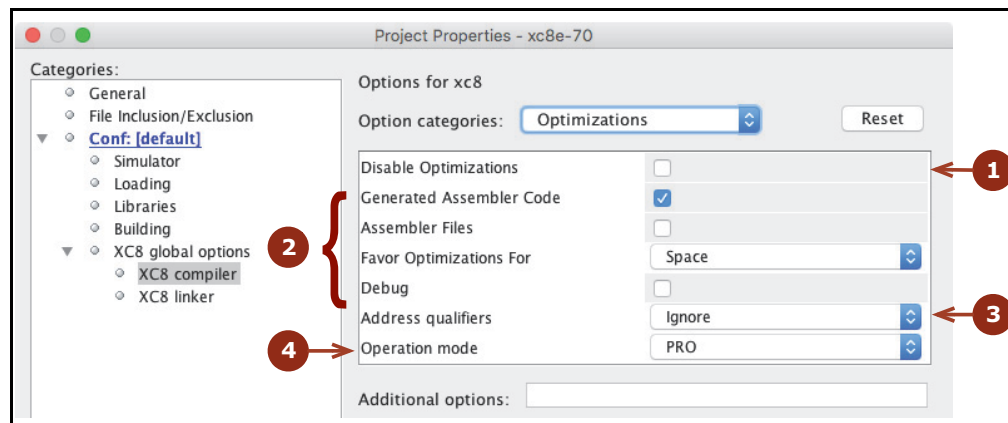 Project Properties - xc8e-70
Categories:
General
File Inclusion/Exclusion
Conf: [default]
Simulator
Loading
Libraries
Building
XC8 global options
XC8 compiler
XC8 linker
Options for xc8
Option categories: Optimizations Reset
Disable Optimizations 1
2 Generated Assembler Code
Assembler Files
Favor Optimizations For Space
Debug
Address qualifiers Ignore 3
4 Operation mode PRO
Additional options: